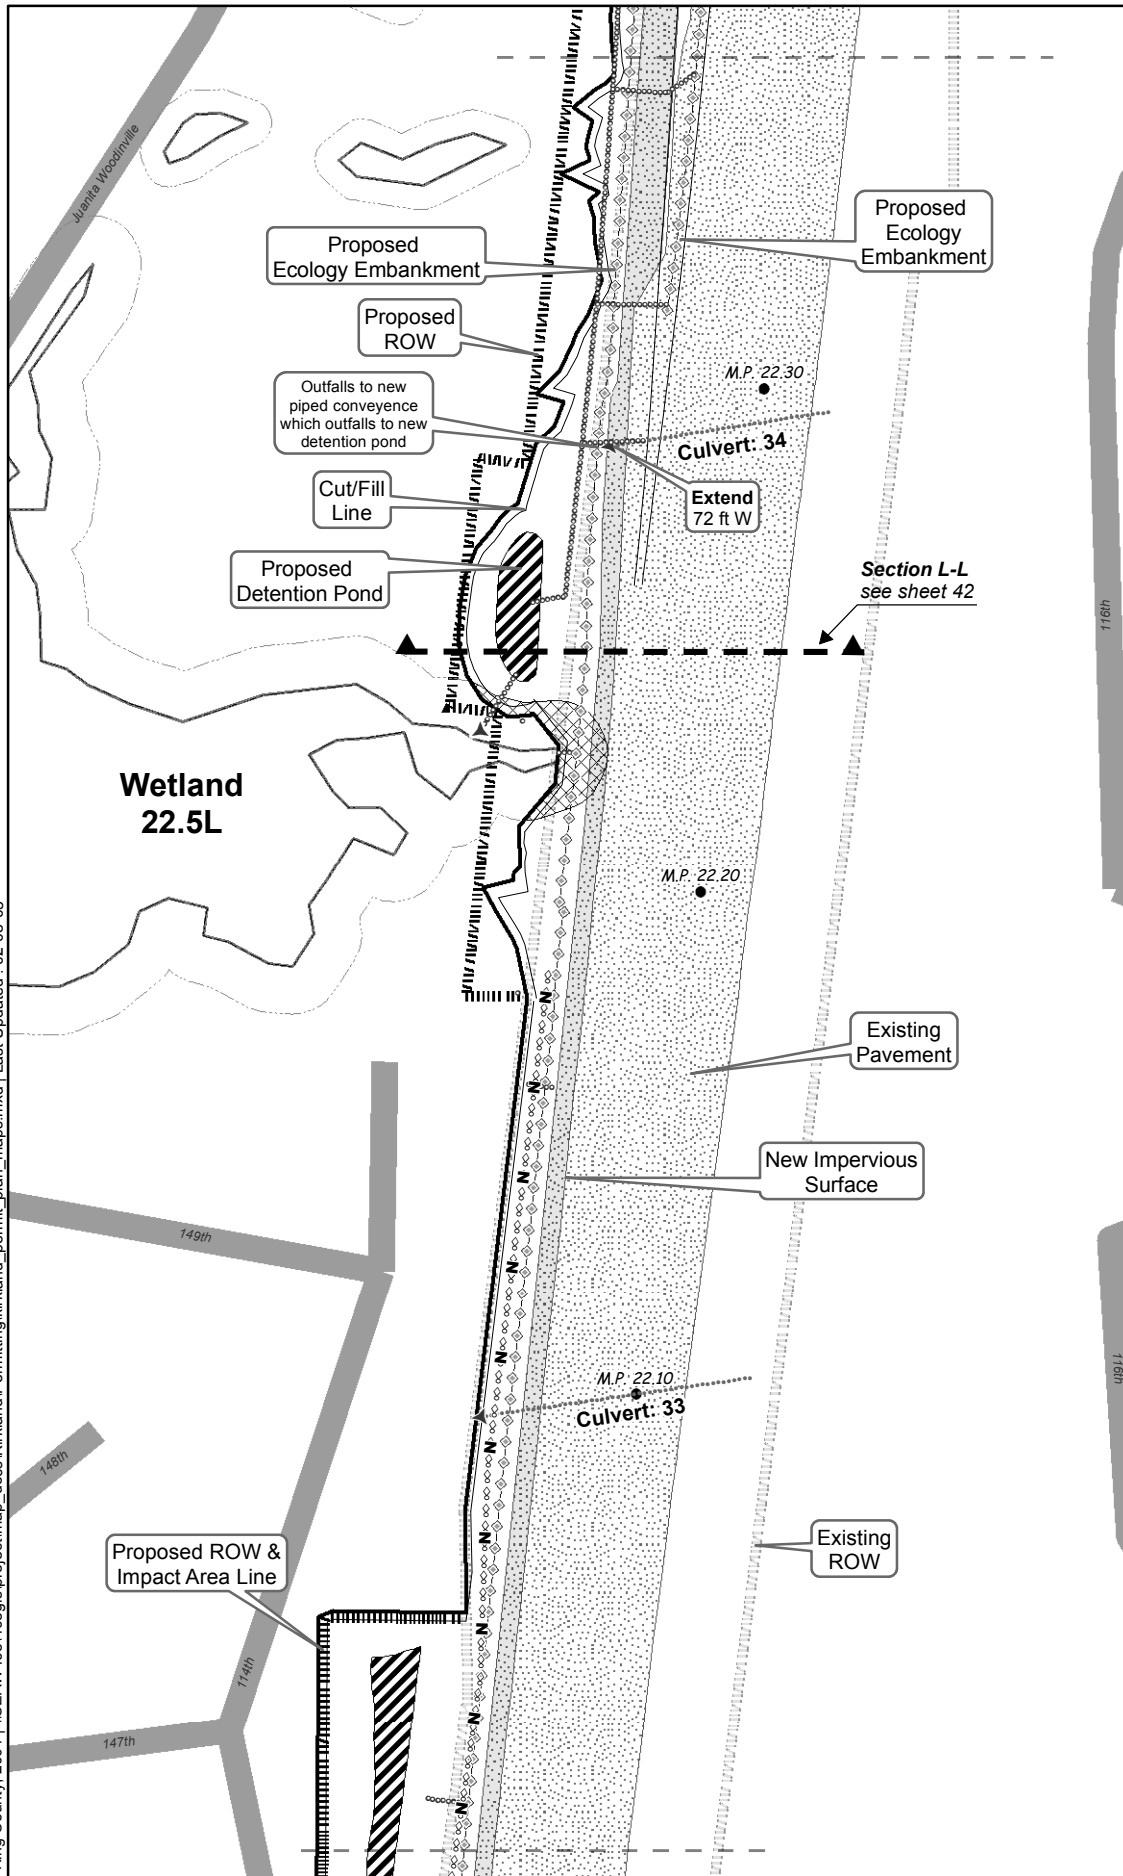 Juanita Woodinville
Proposed
Ecology Embankment
Proposed
Ecology
Embankment
Proposed
ROW
Outfalls to new
piped conveyence
which outfalls to new
detention pond
M.P. 22.30
Culvert: 34
Cut/Fill
Line
Extend
72 ft W
Proposed
Detention Pond
Section L-L
see sheet 42
116th
Wetland
22.5L
M.P. 22.20
N
Existing
Pavement
N
New Impervious
Surface
N
149th
N
N
M.P. 22.10
Culvert: 33
116th
N
148th
N
Existing
ROW
Proposed ROW &
Impact Area Line
N
114th
N
147th
N